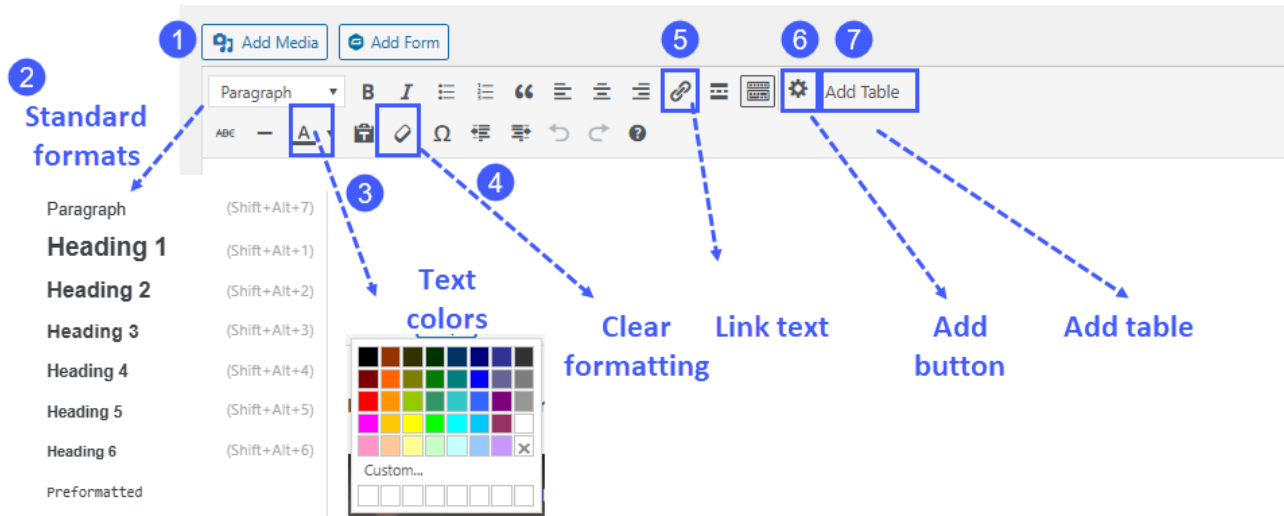 1
Add Media
Add Form
5
6
7
2
Paragraph
B
I
Add Table
Standard
formats
ABC
A
T
Ω
?
3
4
Paragraph (Shift+Alt+7)
Heading 1 (Shift+Alt+1)
Heading 2 (Shift+Alt+2)
Heading 3 (Shift+Alt+3)
Heading 4 (Shift+Alt+4)
Heading 5 (Shift+Alt+5)
Heading 6 (Shift+Alt+6)
Preformatted
Text
colors
Custom...
Clear
formatting
Link text
Add
button
Add table